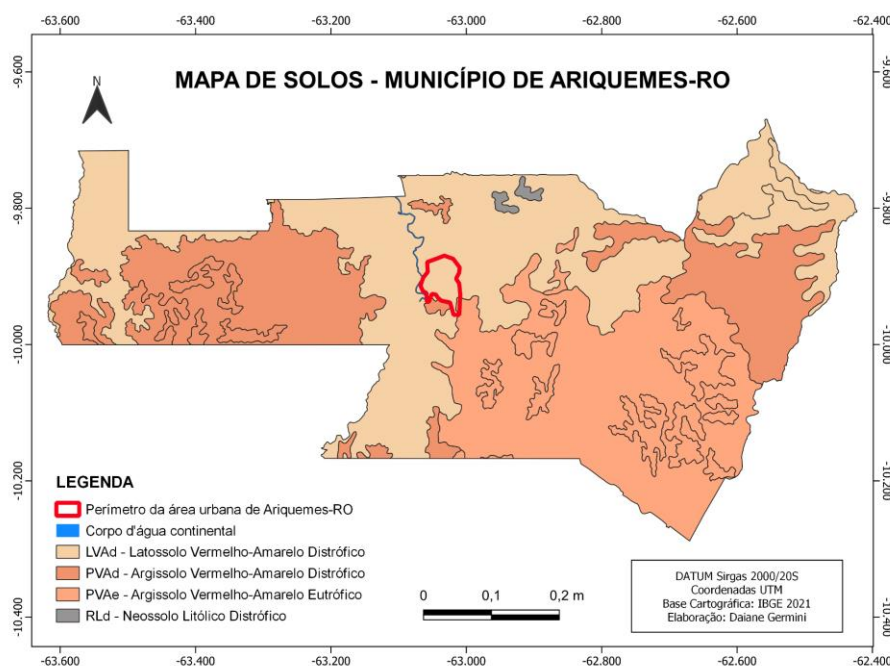 -63.600 -63.400 -63.200 -63.000 -62.800 -62.600 -62.400
-9.600 -9.600
MAPA DE SOLOS - MUNICÍPIO DE ARIQUEMES-RO
N
-9.800 -9.800
-10.000 -10.000
-10.200 -10.200
-10.400 -10.400
LEGENDA
Perímetro da área urbana de Ariquemes-RO
Corpo d'água continental
LVAd - Latossolo Vermelho-Amarelo Distrófico
PVAd - Argissolo Vermelho-Amarelo Distrófico
PVAe - Argissolo Vermelho-Amarelo Eutrófico
RLd - Neossolo Litólico Distrófico
0 0,1 0,2 m
DATUM Sirgas 2000/20S
Coordenadas UTM
Base Cartográfica: IBGE 2021
Elaboração: Daiane Germini
-63.600 -63.400 -63.200 -63.000 -62.800 -62.600 -62.400